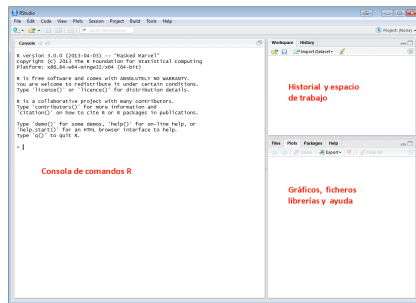 RStudio
File Edit Code View Plots Session Project Build Tools Help
Go to file/function
Project: (None)
Console ~/
R version 3.0.0 (2013-04-03) -- "Masked Marvel"
Copyright (C) 2013 The R Foundation for Statistical Computing
Platform: x86_64-w64-mingw32/x64 (64-bit)
R is free software and comes with ABSOLUTELY NO WARRANTY.
You are welcome to redistribute it under certain conditions.
Type 'license()' or 'licence()' for distribution details.
R is a collaborative project with many contributors.
Type 'contributors()' for more information and
'citation()' on how to cite R or R packages in publications.
Type 'demo()' for some demos, 'help()' for on-line help, or
'help.start()' for an HTML browser interface to help.
Type 'q()' to quit R.
>
Consola de comandos R
Workspace History
Import Dataset
Historial y espacio
de trabajo
Files Plots Packages Help
Zoom Export Clear All
Gráficos, ficheros
librerías y ayuda